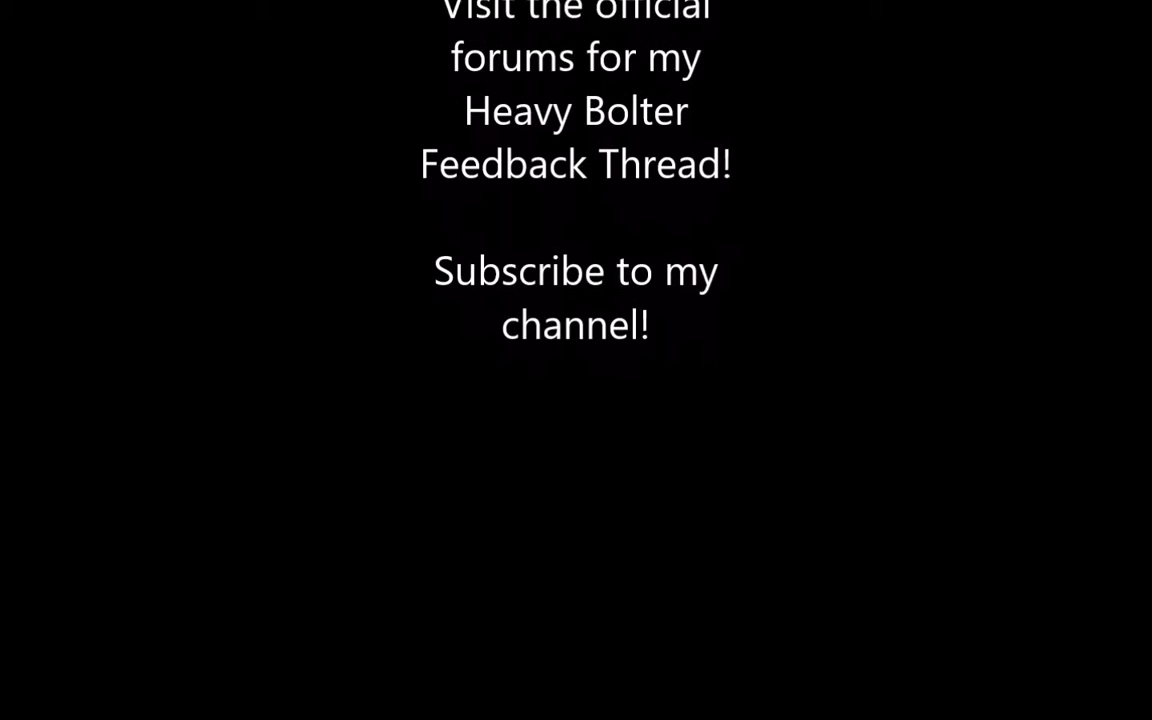 Visit the official
forums for my
Heavy Bolter
Feedback Thread!
Subscribe to my
channel!